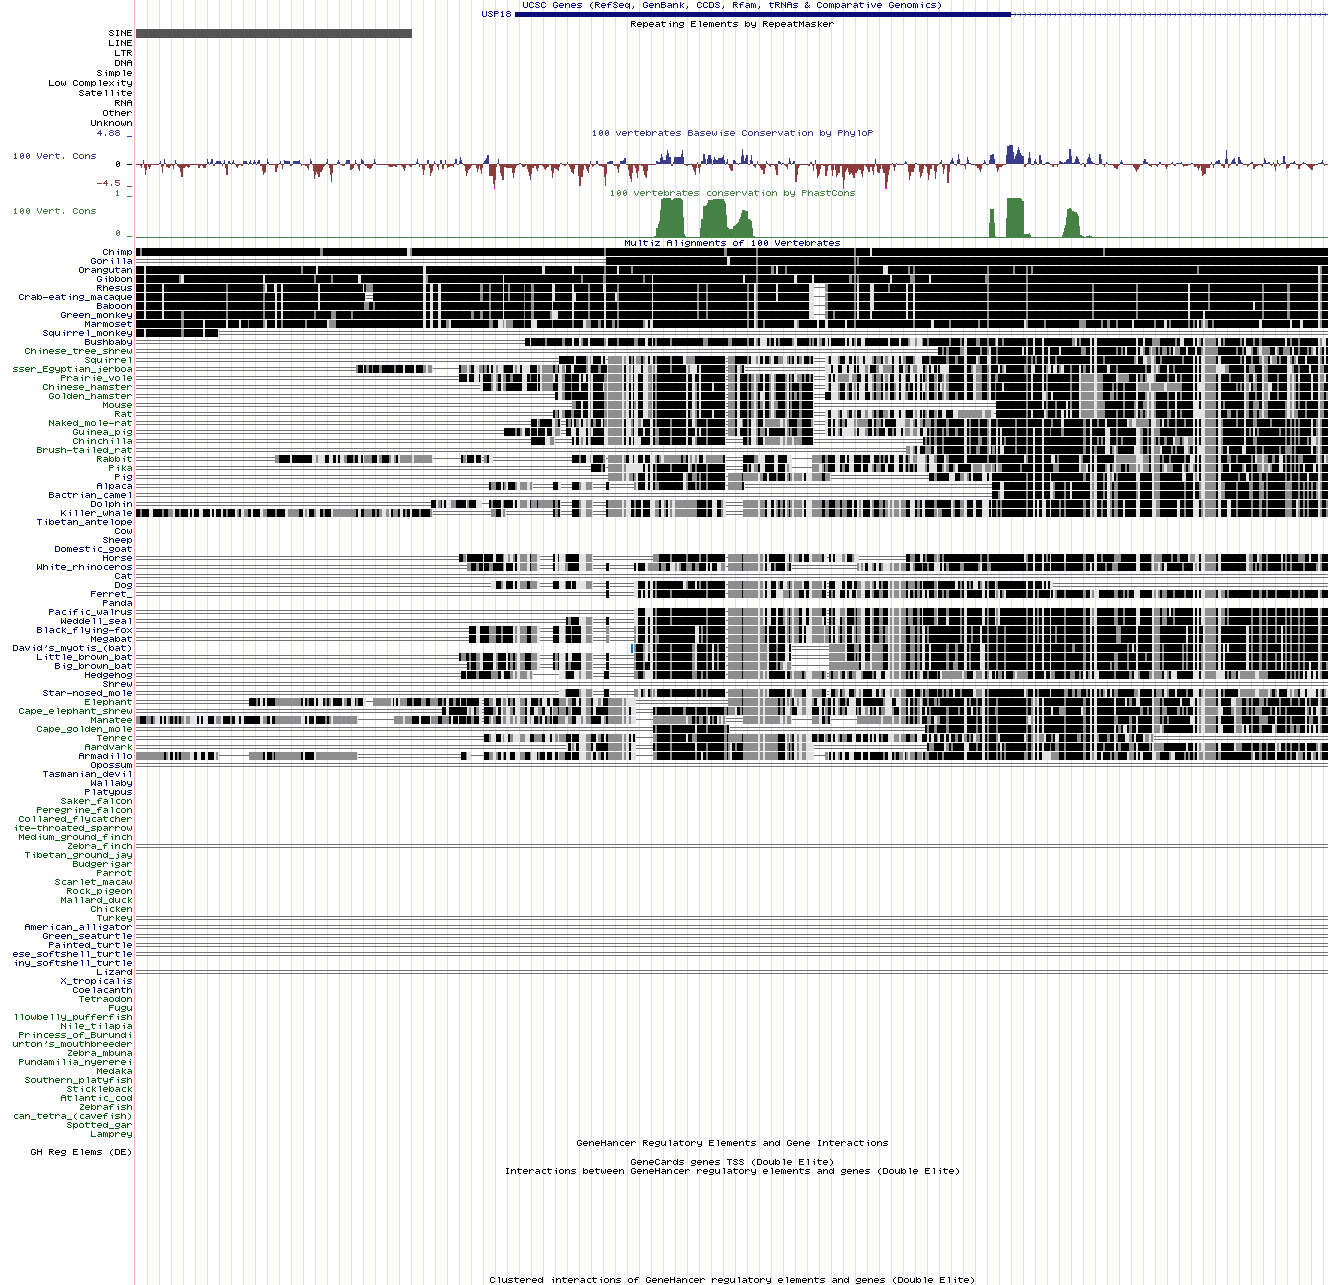 UCSC Genes (RefSeq, GenBank, CCDS, Rfam, tRNAs & Comparative Genomics)
USP18
Repeating Elements by RepeatMasker
SINE
LINE
LTR
DNA
Simple
Low Complexity
Satellite
RNA
Other
Unknown
4.88 _
100 vertebrates Basewise Conservation by PhyloP
100 Vert. Cons
0 -
-4.5 _
1 _
100 vertebrates conservation by PhastCons
100 Vert. Cons
0 _
Multiz Alignments of 100 Vertebrates
Chimp
Gorilla
Orangutan
Gibbon
Rhesus
Crab-eating_macaque
Baboon
Green_monkey
Marmoset
Squirrel_monkey
Bushbaby
Chinese_tree_shrew
Squirrel
sser_Egyptian_jerboa
Prairie_vole
Chinese_hamster
Golden_hamster
Mouse
Rat
Naked_mole-rat
Guinea_pig
Chinchilla
Brush-tailed_rat
Rabbit
Pika
Pig
Alpaca
Bactrian_camel
Dolphin
Killer_whale
Tibetan_antelope
Cow
Sheep
Domestic_goat
Horse
White_rhinoceros
Cat
Dog
Ferret_
Panda
Pacific_walrus
Weddell_seal
Black_flying-fox
Megabat
David's_myotis_(bat)
Little_brown_bat
Big_brown_bat
Hedgehog
Shrew
Star-nosed_mole
Elephant
Cape_elephant_shrew
Manatee
Cape_golden_mole
Tenrec
Aardvark
Armadillo
Opossum
Tasmanian_devil
Wallaby
Platypus
Saker_falcon
Peregrine_falcon
Collared_flycatcher
ite-throated_sparrow
Medium_ground_finch
Zebra_finch
Tibetan_ground_jay
Budgerigar
Parrot
Scarlet_macaw
Rock_pigeon
Mallard_duck
Chicken
Turkey
American_alligator
Green_seaturtle
Painted_turtle
ese_softshell_turtle
iny_softshell_turtle
Lizard
X_tropicalis
Coelacanth
Tetraodon
Fugu
llowbelly_pufferfish
Nile_tilapia
Princess_of_Burundi
urton's_mouthbreeder
Zebra_mbuna
Pundamilia_nyererei
Medaka
Southern_platyfish
Stickleback
Atlantic_cod
Zebrafish
can_tetra_(cavefish)
Spotted_gar
Lamprey
GeneHancer Regulatory Elements and Gene Interactions
GH Reg Elems (DE)
GeneCards genes TSS (Double Elite)
Interactions between GeneHancer regulatory elements and genes (Double Elite)
Clustered interactions of GeneHancer regulatory elements and genes (Double Elite)